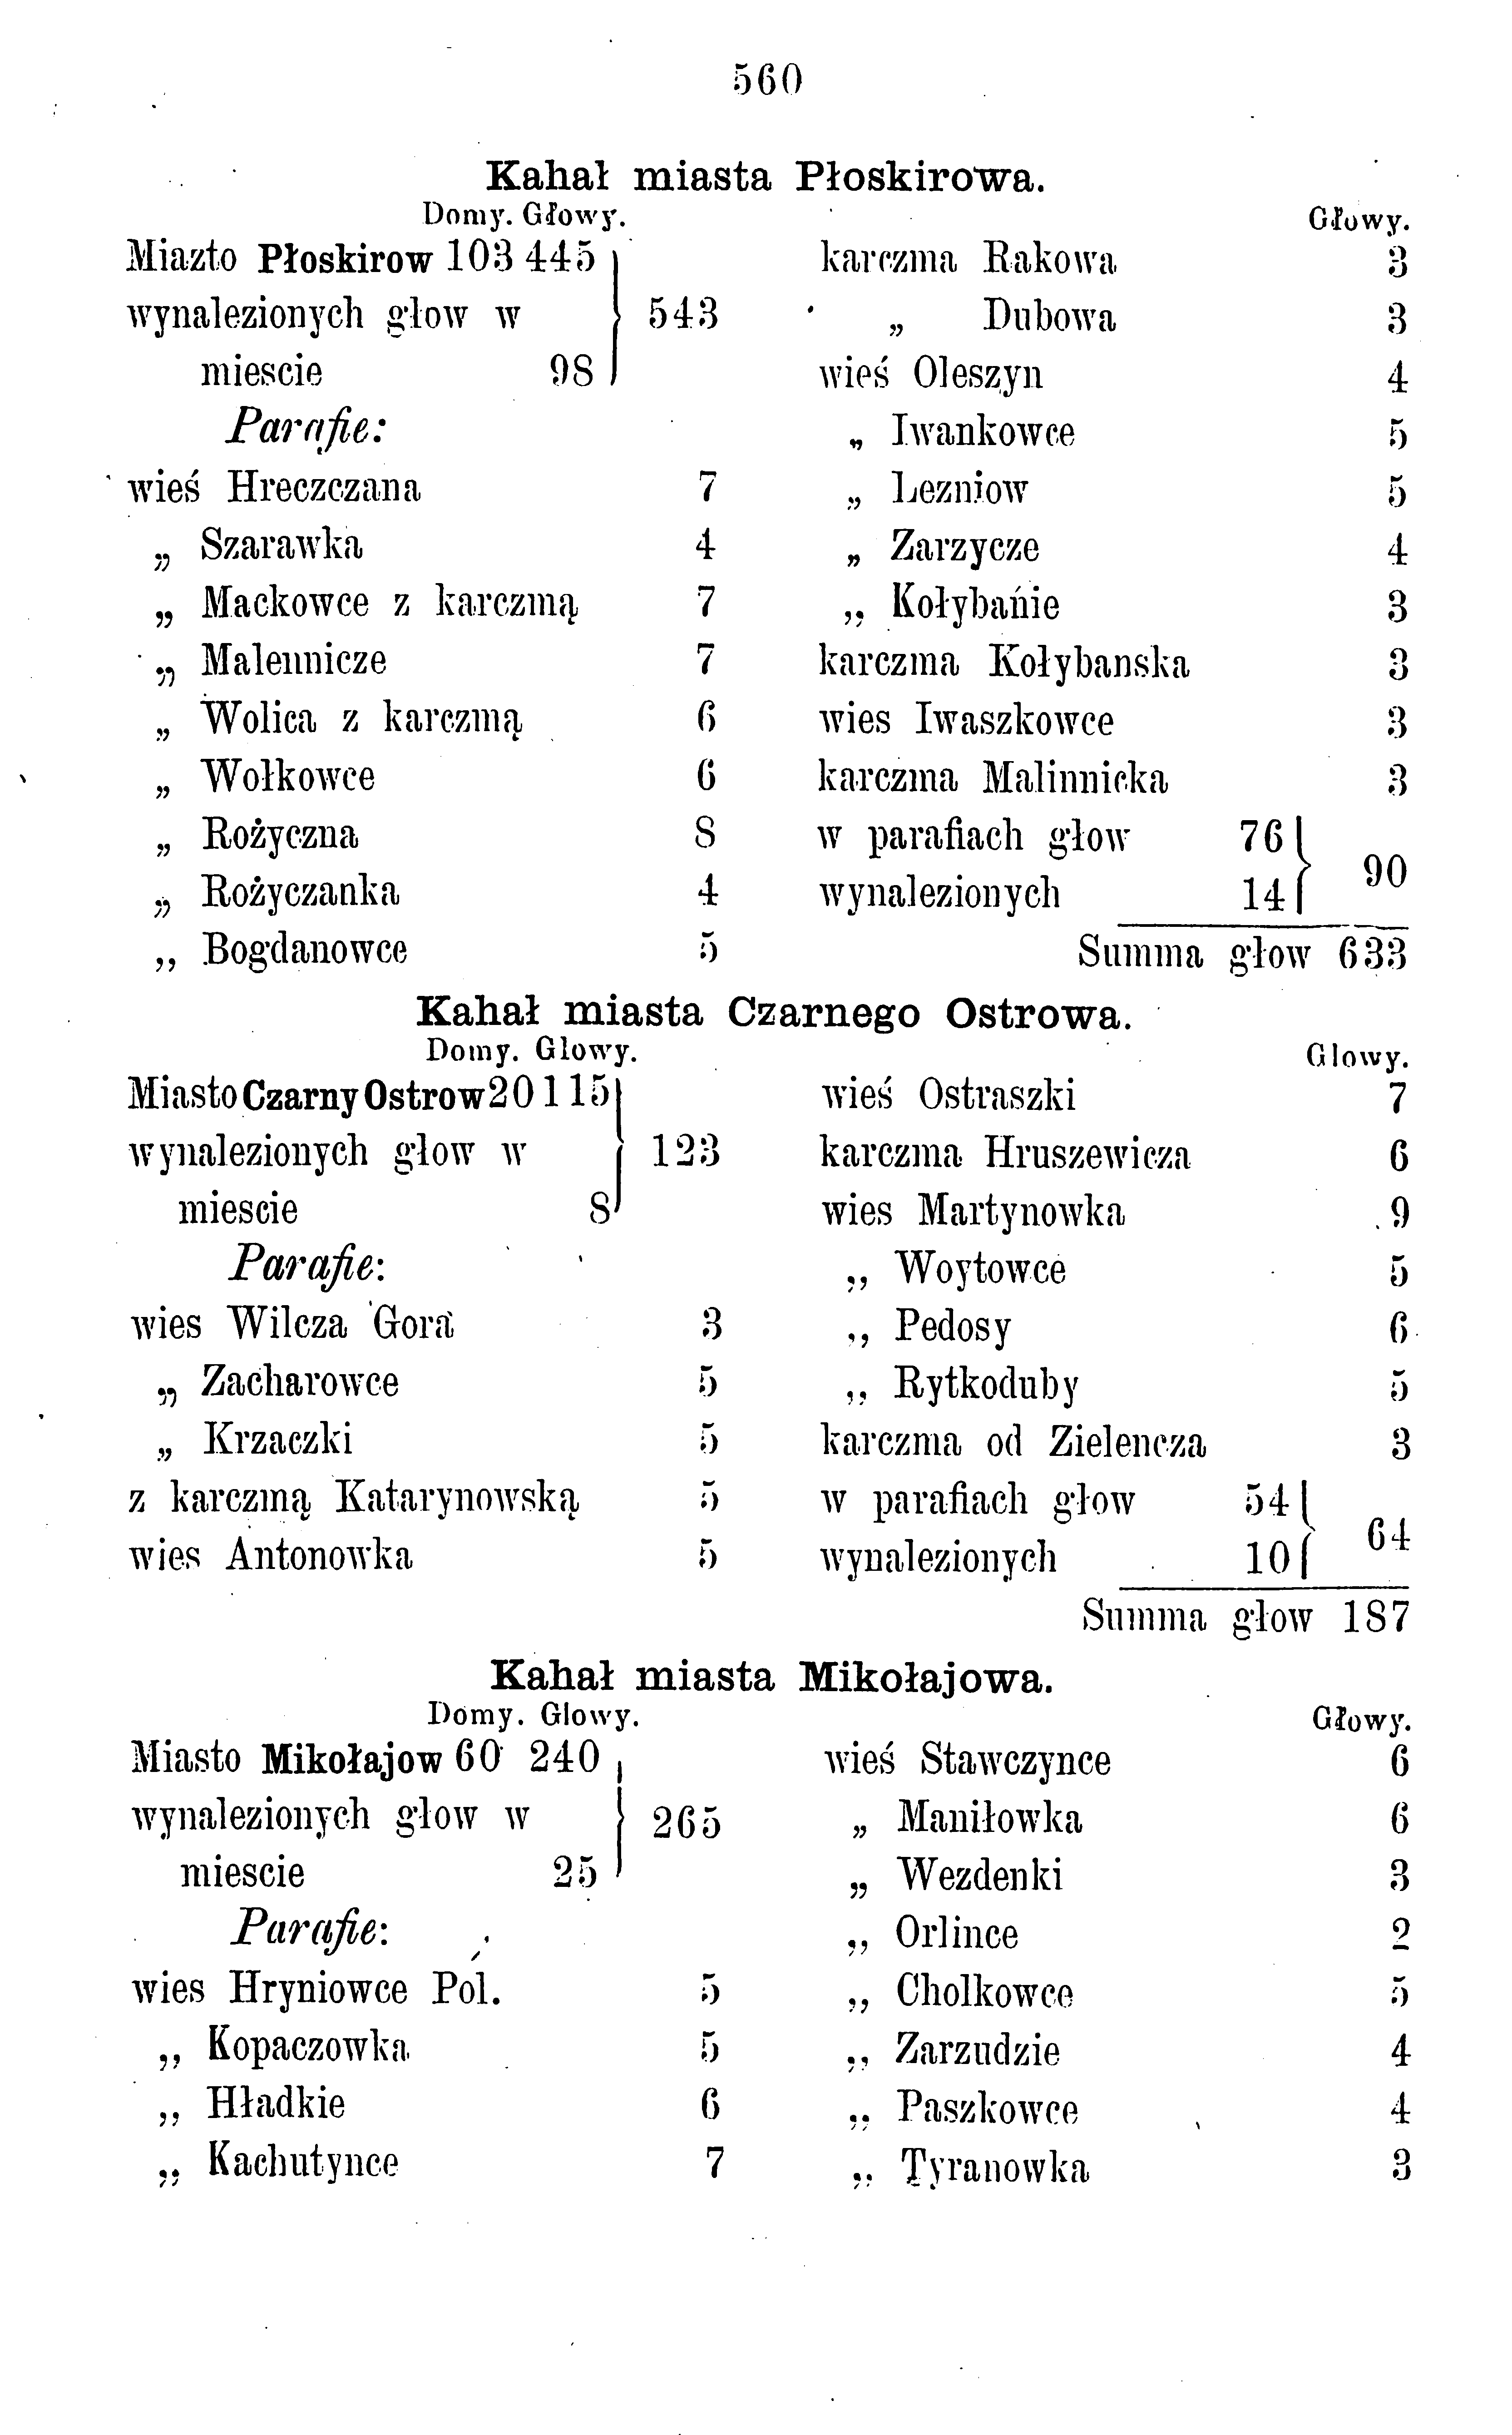 560
Kahał miasta Płoskirowa.
Domy. Głowy.
Miazto Płoskirow 103 445
wynalezionych głow w 543
miescie 98
Parafie:
wieś Hreczczana 7
„ Szarawka 4
„ Mackowce z karczmą 7
„ Malennicze 7
„ Wolica z karczmą 6
„ Wołkowce 6
„ Rożyczna 8
„ Rożyczanka 4
„ Bogdanowce 5
Głowy.
karczma Rakowa 3
„ Dubowa 3
wieś Oleszyn 4
„ Iwankowce 5
„ Lezniow 5
„ Zarzycze 4
„ Kołybańie 3
karczma Kołybanska 3
wies Iwaszkowce 3
karczma Malinnicka 3
w parafiach głow 76
90
wynalezionych 14
Summa głow 633
Kahał miasta Czarnego Ostrowa.
Domy. Glowy.
Miasto Czarny Ostrow 20 115
wynalezionych głow w 123
miescie 8
Parafie:
wies Wilcza Gora 3
„ Zacharowce 5
„ Krzaczki 5
z karczmą Katarynowską 5
wies Antonowka 5
Glowy.
wieś Ostraszki 7
karczma Hruszewicza 6
wies Martynowka 9
„ Woytowce 5
„ Pedosy 6
„ Rytkoduby 5
karczma od Zielencza 3
w parafiach głow 54
64
wynalezionych 10
Summa głow 187
Kahał miasta Mikołajowa.
Domy. Glowy.
Miasto Mikołajow 60 240
wynalezionych głow w 265
miescie 25
Parafie:
wies Hryniowce Pol. 5
„ Kopaczowka 5
„ Hładkie 6
„ Kachutynce 7
Głowy.
wieś Stawczynce 6
„ Maniłowka 6
„ Wezdenki 3
„ Orlince 2
„ Cholkowce 5
„ Zarzudzie 4
„ Paszkowce 4
„ Tyranowka 3